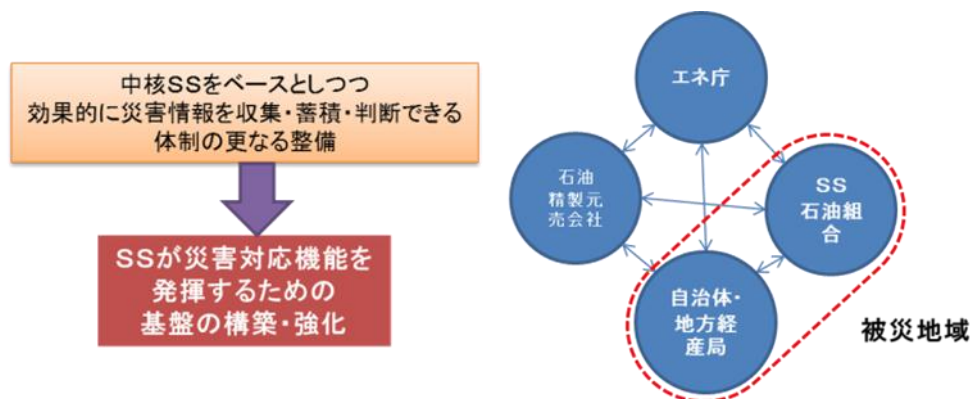 中核SSをベースとしつつ
効果的に災害情報を収集・蓄積・判断できる
体制の更なる整備
SSが災害対応機能を
発揮するための
基盤の構築・強化
エネ庁
石油
精製元
売会社
SS
石油組
合
自治体・
地方経
産局
被災地域